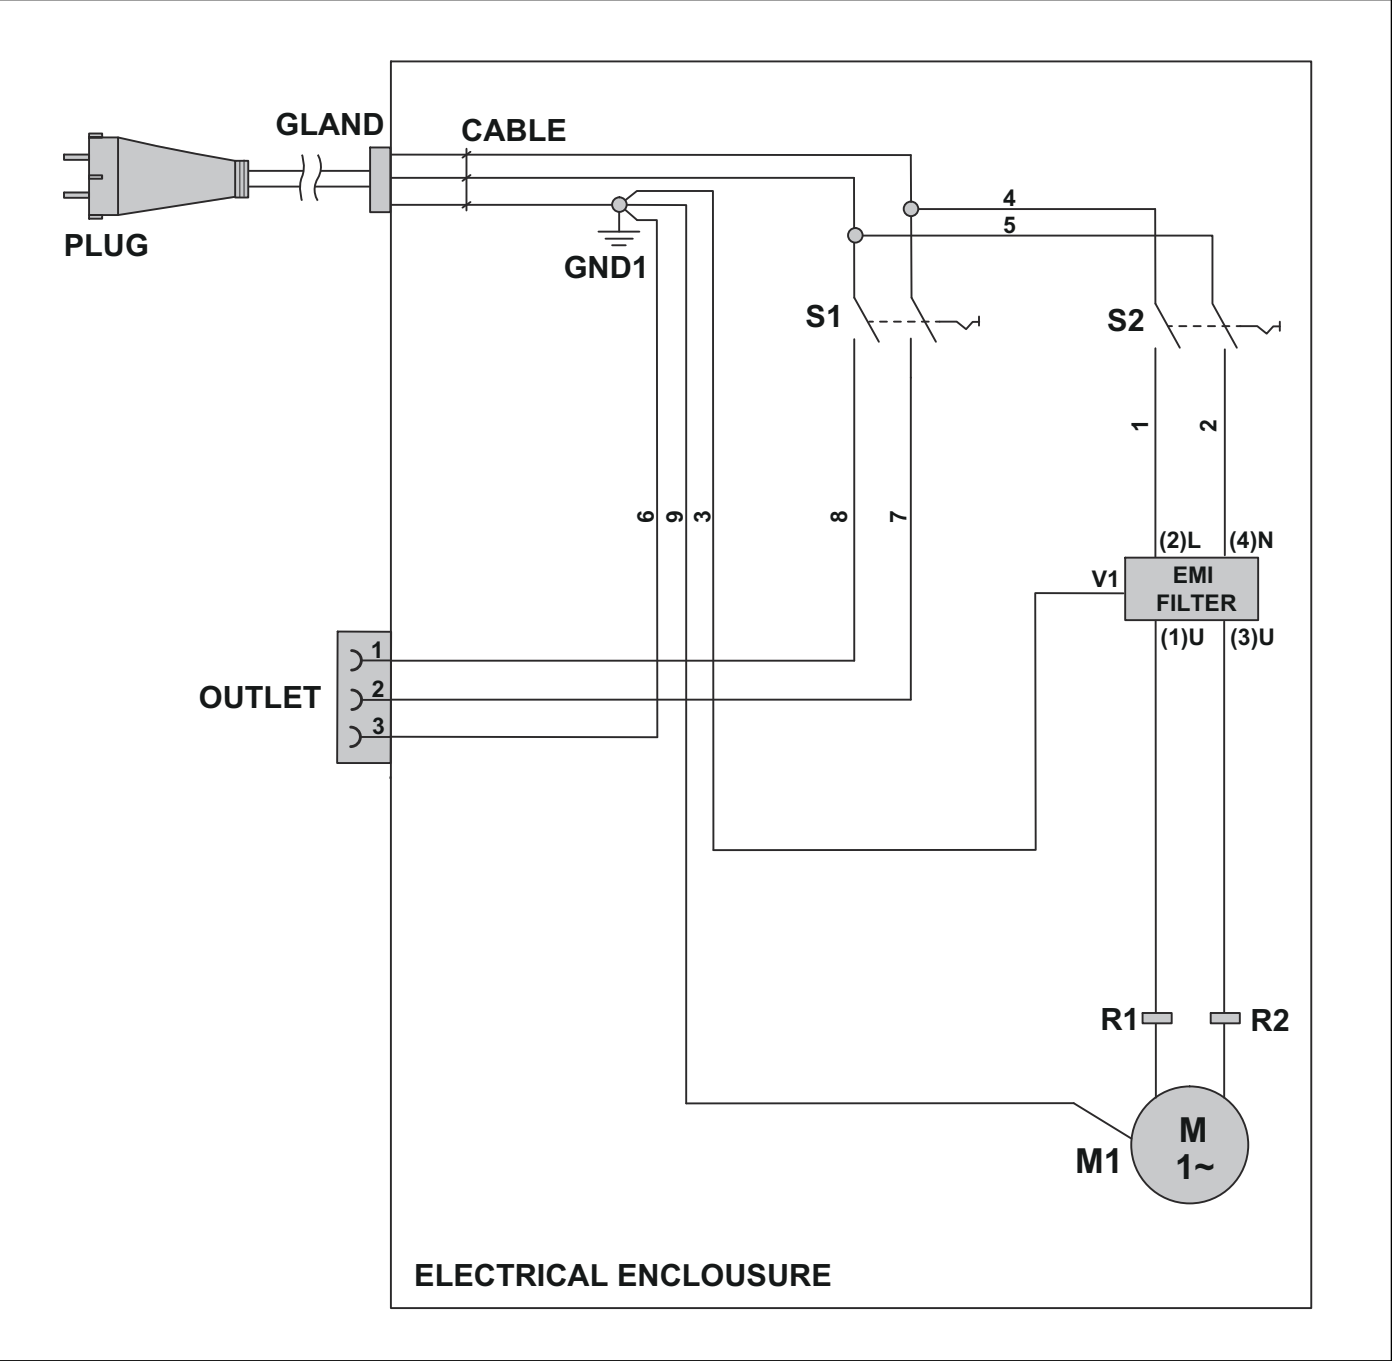 GLAND
CABLE
PLUG
GND1
4
5
S1
S2
1
2
6
9
3
8
7
(2)L
(4)N
V1
EMI
FILTER
(1)U
(3)U
OUTLET
1
2
3
R1
R2
M
1~
M1
ELECTRICAL ENCLOUSURE